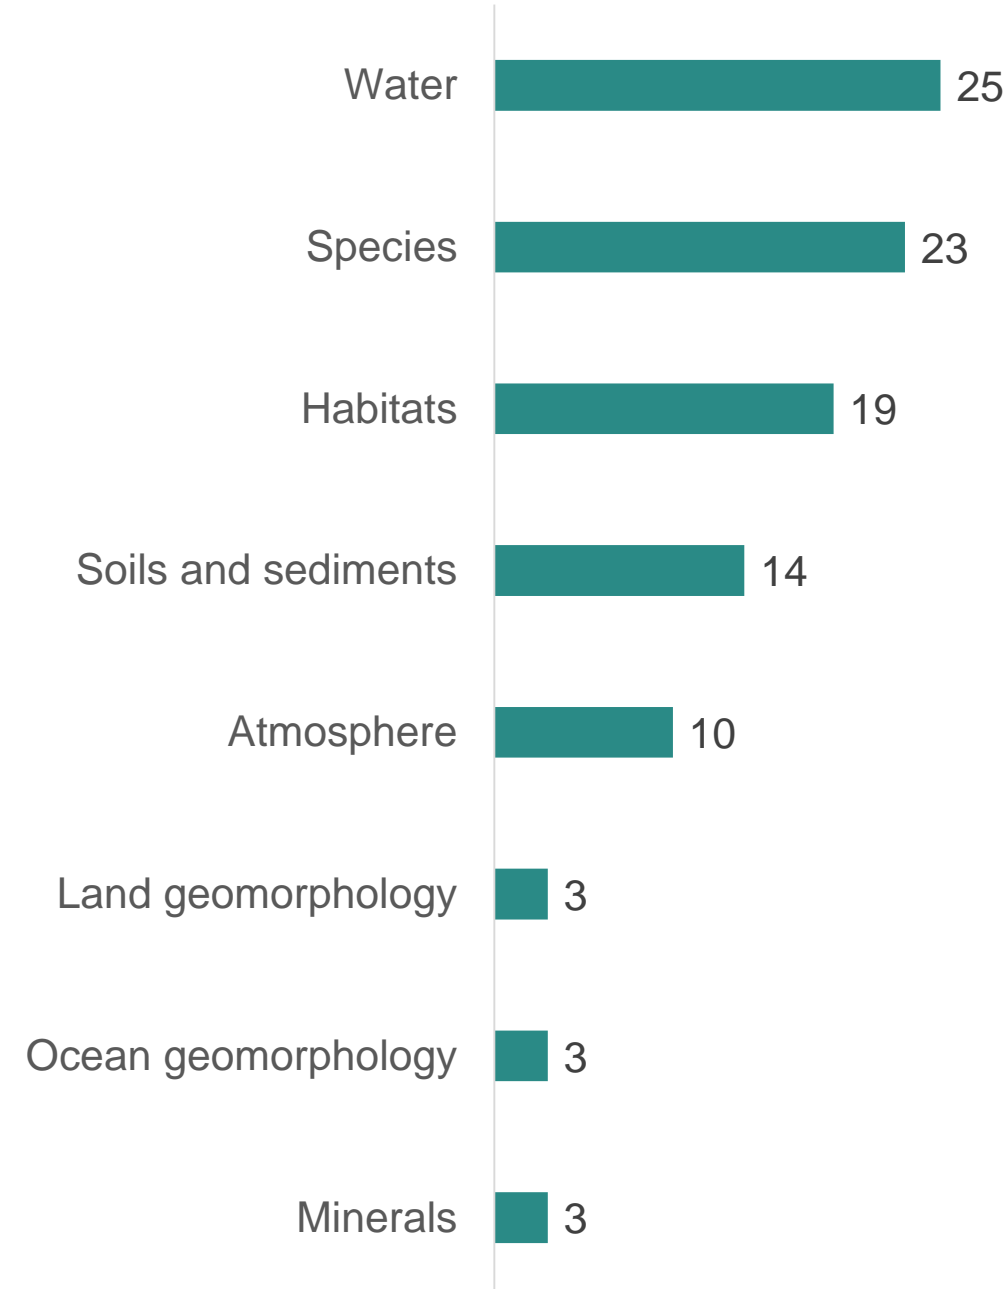 Water 25
Species 23
Habitats 19
Soils and sediments 14
Atmosphere 10
Land geomorphology 3
Ocean geomorphology 3
Minerals 3